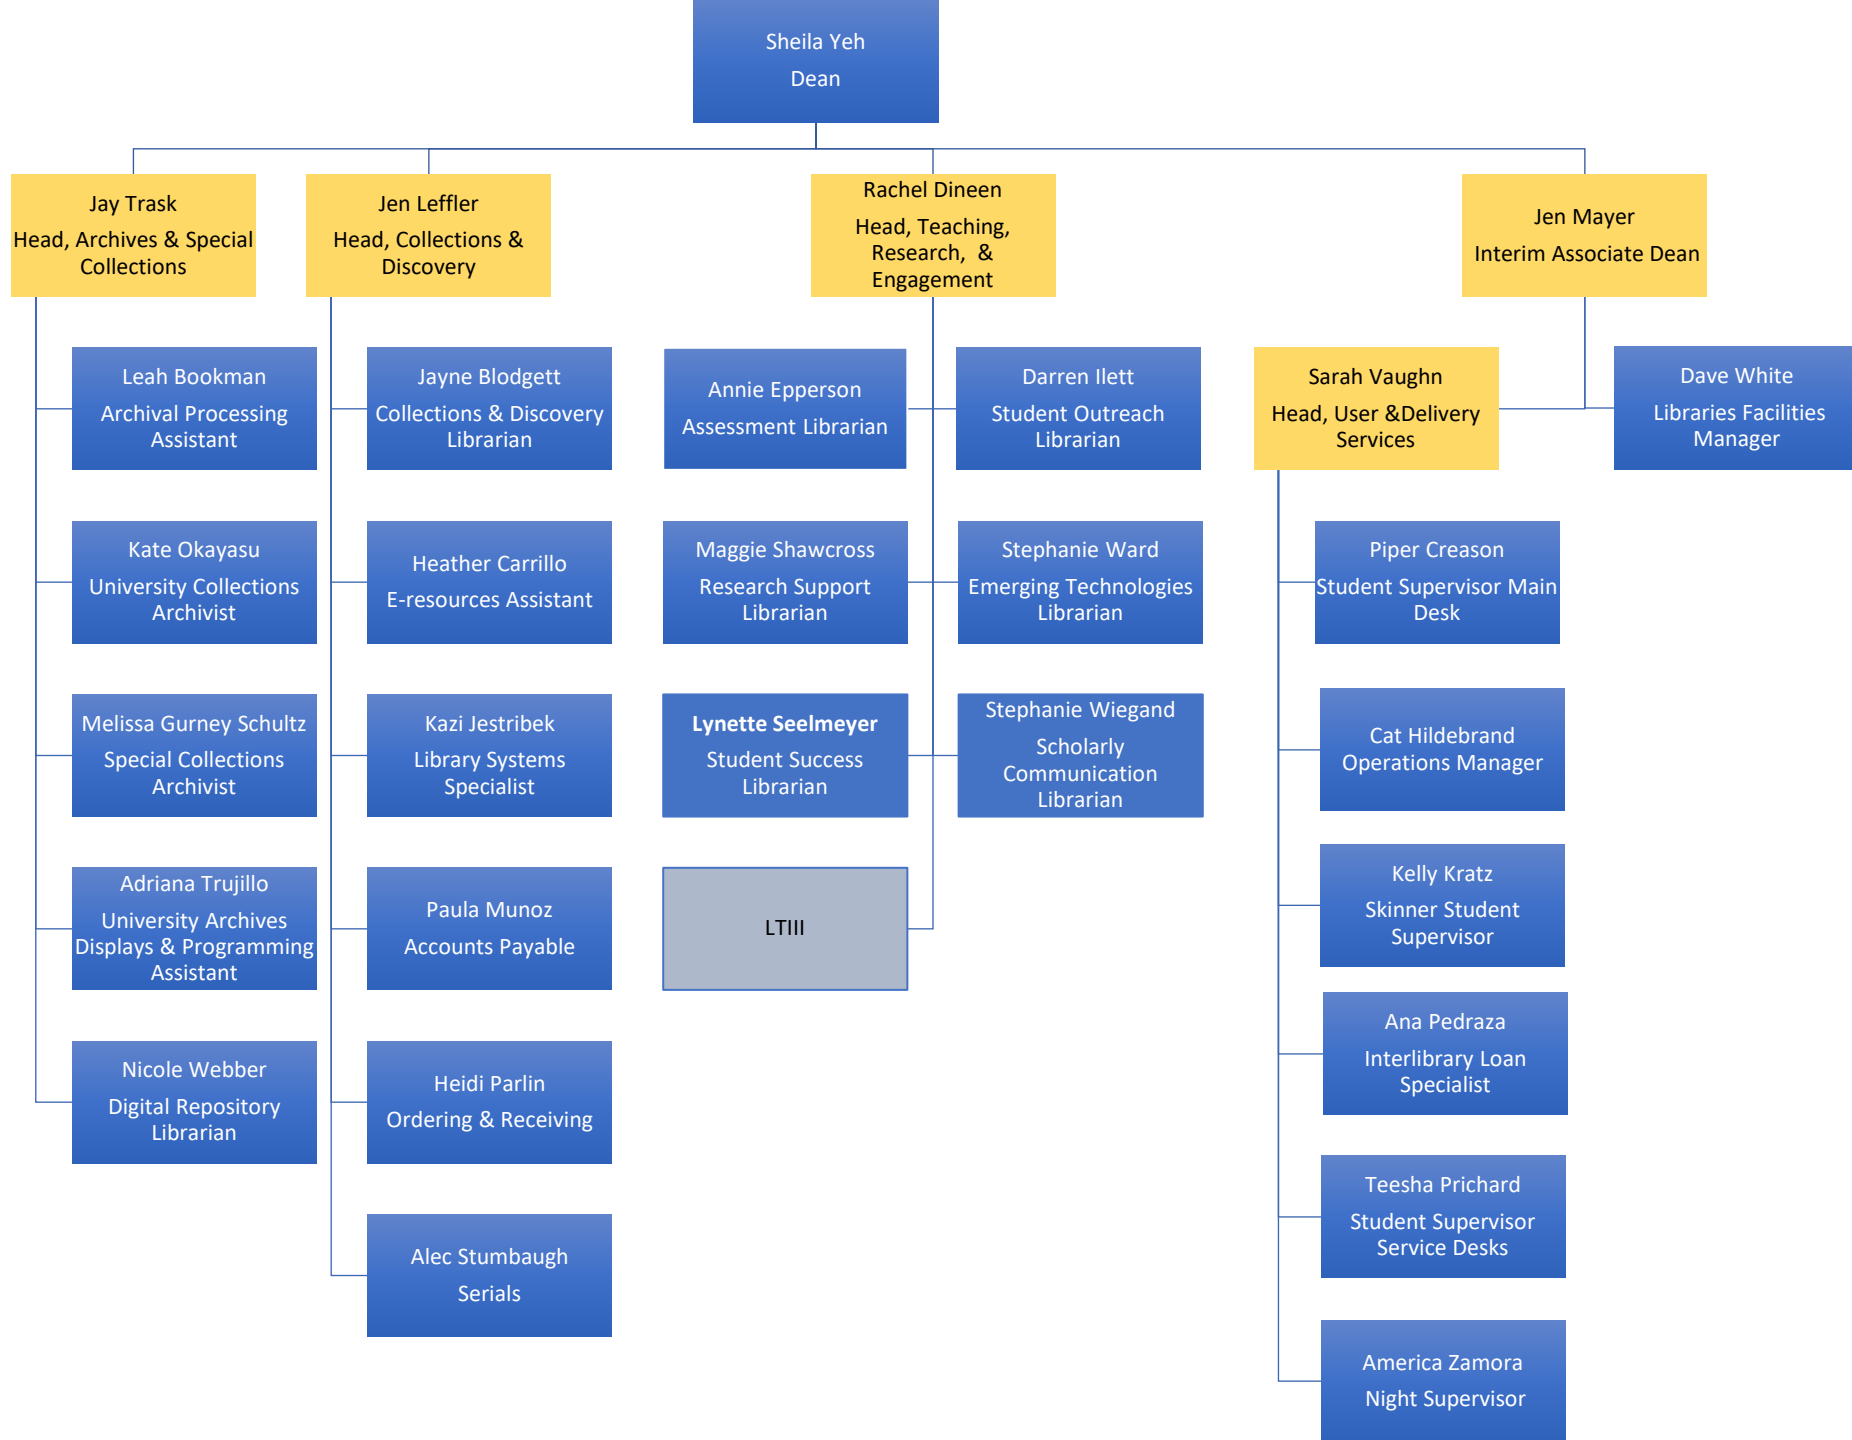 Sheila Yeh
Dean
Jay Trask
Head, Archives & Special
Collections
Jen Leffler
Head, Collections &
Discovery
Rachel Dineen
Head, Teaching,
Research,  &
Engagement
Jen Mayer
Interim Associate Dean
Leah Bookman
Archival Processing
Assistant
Kate Okayasu
University Collections
Archivist
Melissa Gurney Schultz
Special Collections
Archivist
Adriana Trujillo
University Archives
Displays & Programming
Assistant
Nicole Webber
Digital Repository
Librarian
Jayne Blodgett
Collections & Discovery
Librarian
Heather Carrillo
E-resources Assistant
Kazi Jestribek
Library Systems
Specialist
Paula Munoz
Accounts Payable
Heidi Parlin
Ordering & Receiving
Alec Stumbaugh
Serials
Annie Epperson
Assessment Librarian
Darren Ilett
Student Outreach
Librarian
Maggie Shawcross
Research Support
Librarian
Stephanie Ward
Emerging Technologies
Librarian
Lynette Seelmeyer
Student Success
Librarian
Stephanie Wiegand
Scholarly
Communication
Librarian
LTIII
Sarah Vaughn
Head, User &Delivery
Services
Dave White
Libraries Facilities
Manager
Piper Creason
Student Supervisor Main
Desk
Cat Hildebrand
Operations Manager
Kelly Kratz
Skinner Student
Supervisor
Ana Pedraza
Interlibrary Loan
Specialist
Teesha Prichard
Student Supervisor
Service Desks
America Zamora
Night Supervisor